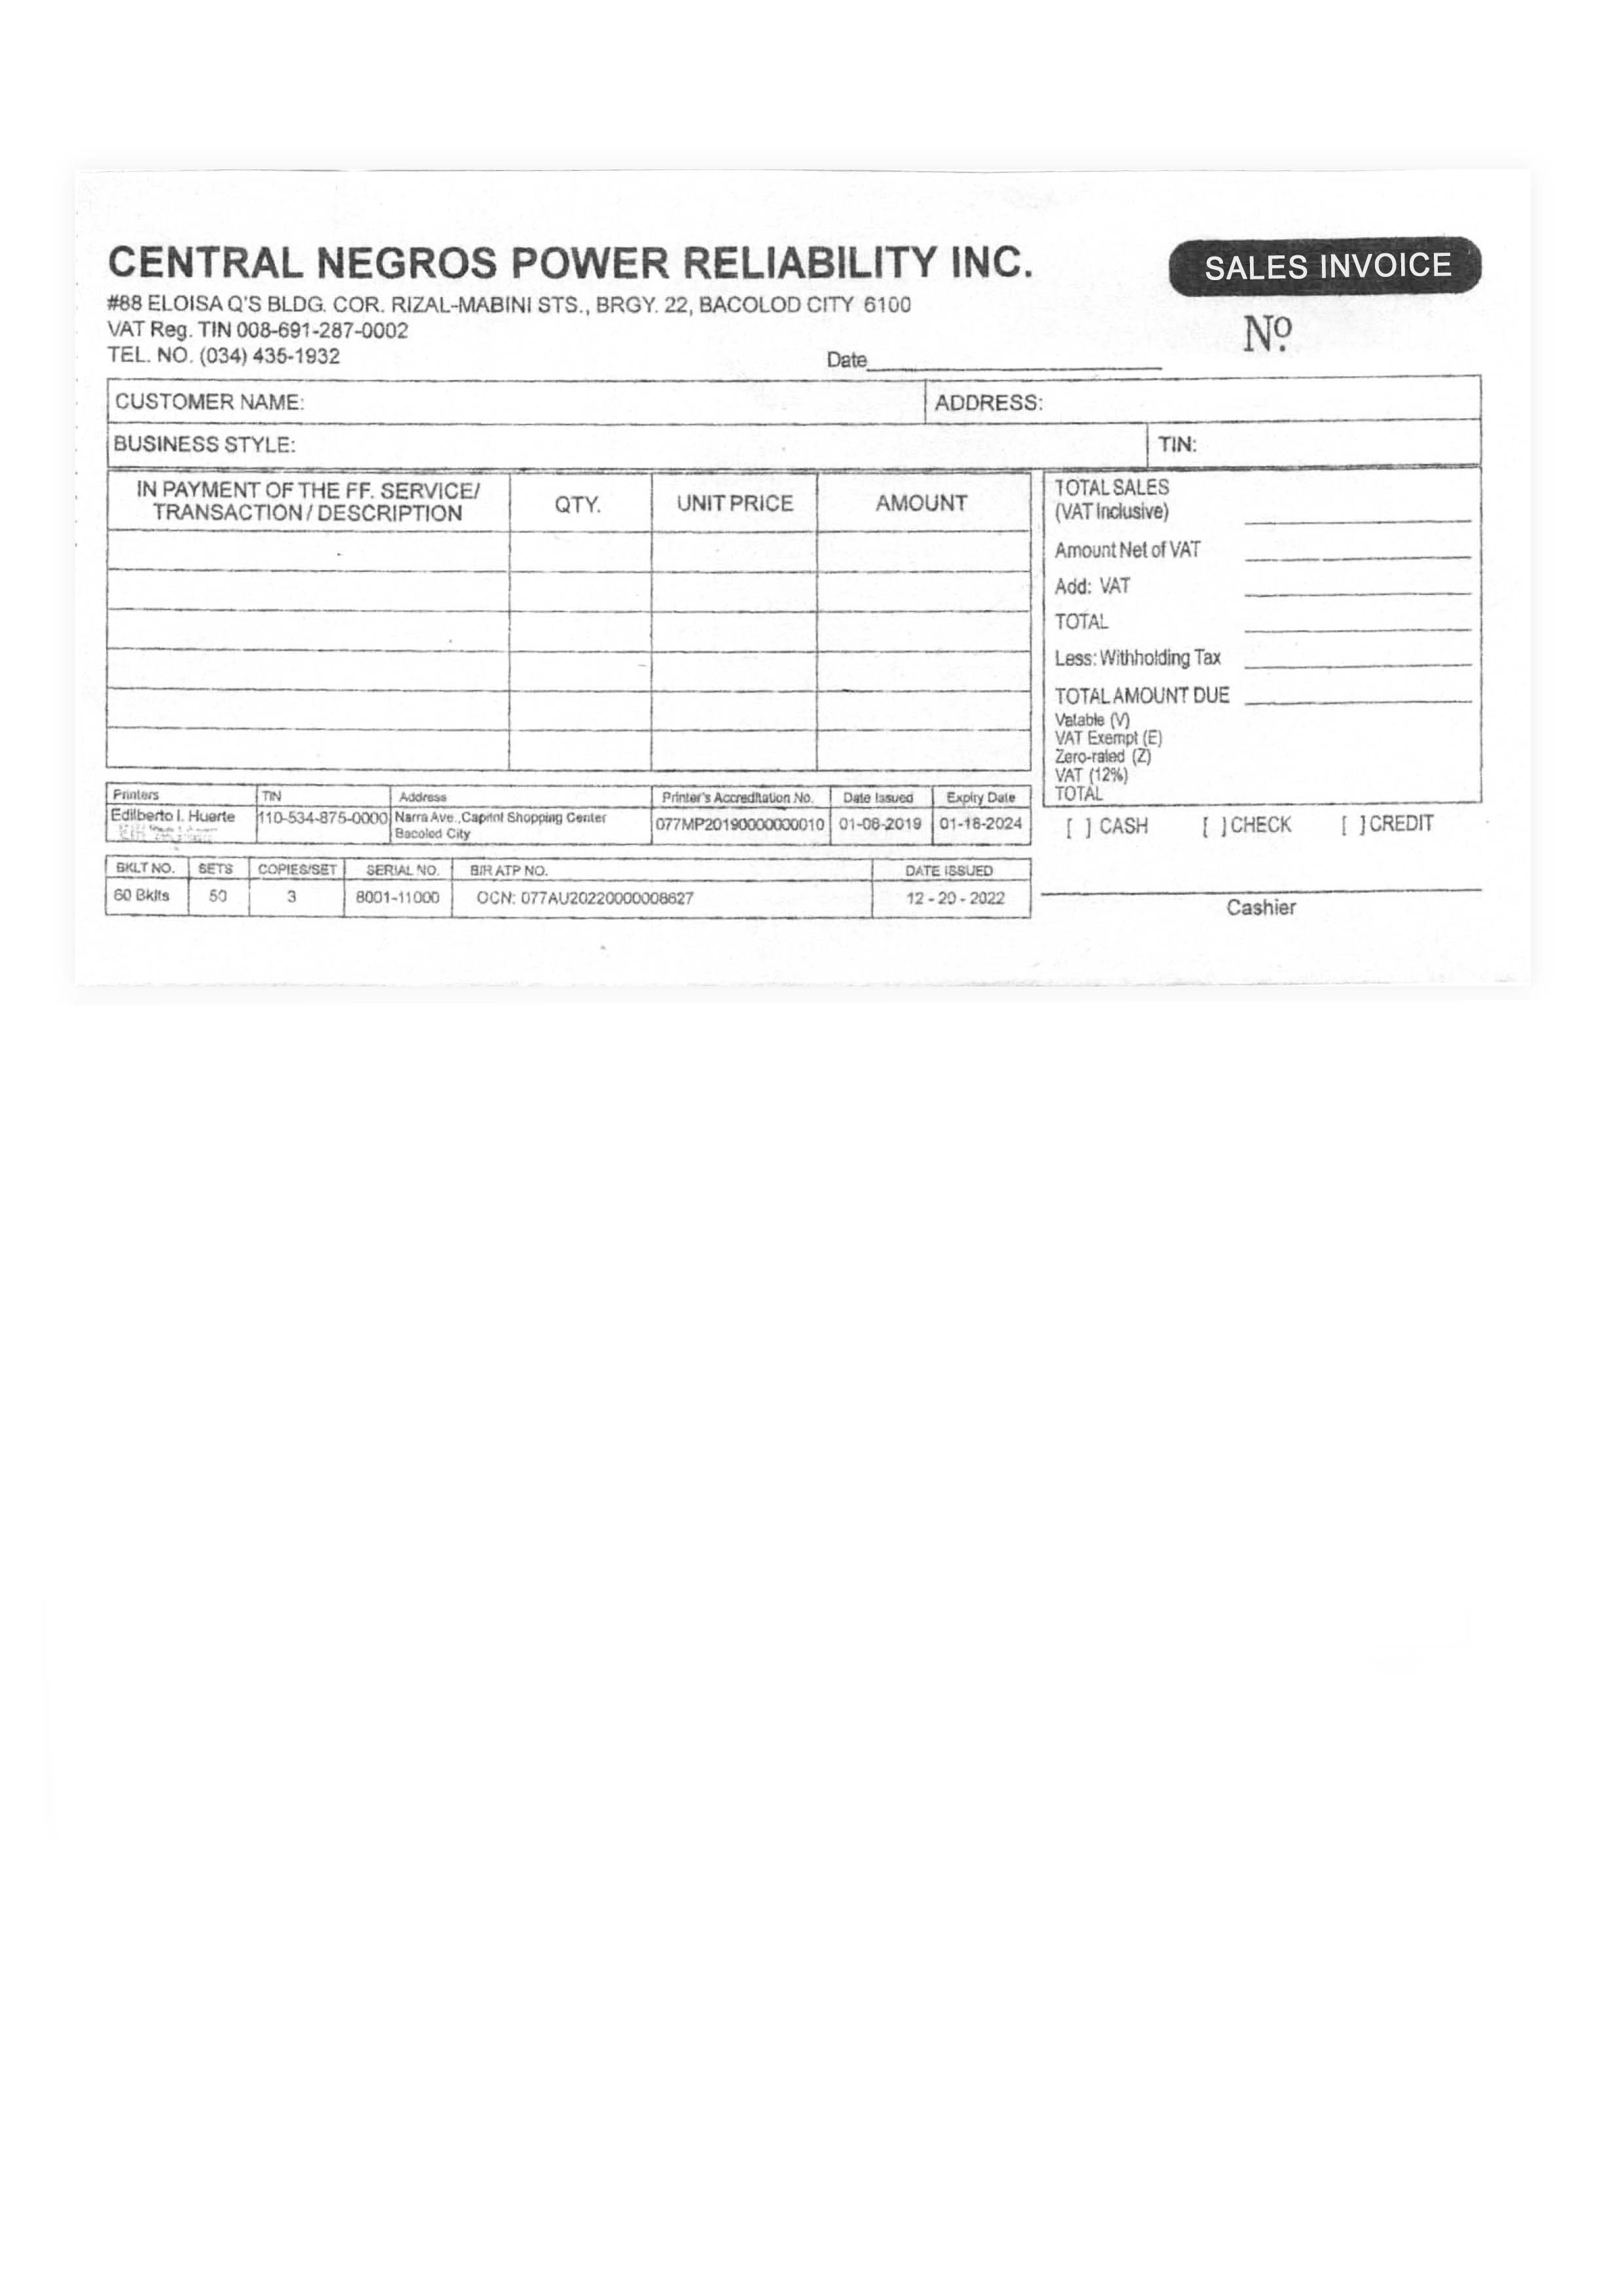 CENTRAL NEGROS POWER RELIABILITY INC.
SALES INVOICE
#88 ELOISA Q'S BLDG. COR. RIZAL-MABINI STS., BRGY. 22, BACOLOD CITY 6100
VAT Reg. TIN 008-691-287-0002
Nº
TEL. NO. (034) 435-1932
Date
CUSTOMER NAME:
ADDRESS:
BUSINESS STYLE:
TIN:
IN PAYMENT OF THE FF. SERVICE/
TRANSACTION / DESCRIPTION
QTY.
UNIT PRICE
AMOUNT
TOTAL SALES
(VAT Inclusive)
Amount Net of VAT
Add: VAT
TOTAL
Less: Withholding Tax
TOTAL AMOUNT DUE
Vatable (V)
VAT Exempt (E)
Zero-rated (Z)
VAT (12%)
TOTAL
[ ] CASH [ ] CHECK [ ] CREDIT
Cashier
Printers TIN Address Printer's Accreditation No. Date Issued Expiry Date
Edilberto I. Huerte 110-534-875-0000 Narra Ave., Capitol Shopping Center 077MP20190000000010 01-08-2019 01-18-2024
Bacolod City
BKLT NO. SETS COPIES/SET SERIAL NO. BIR ATP NO. DATE ISSUED
60 Bklts 50 3 8001-11000 OCN: 077AU20220000008627 12 - 20 - 2022